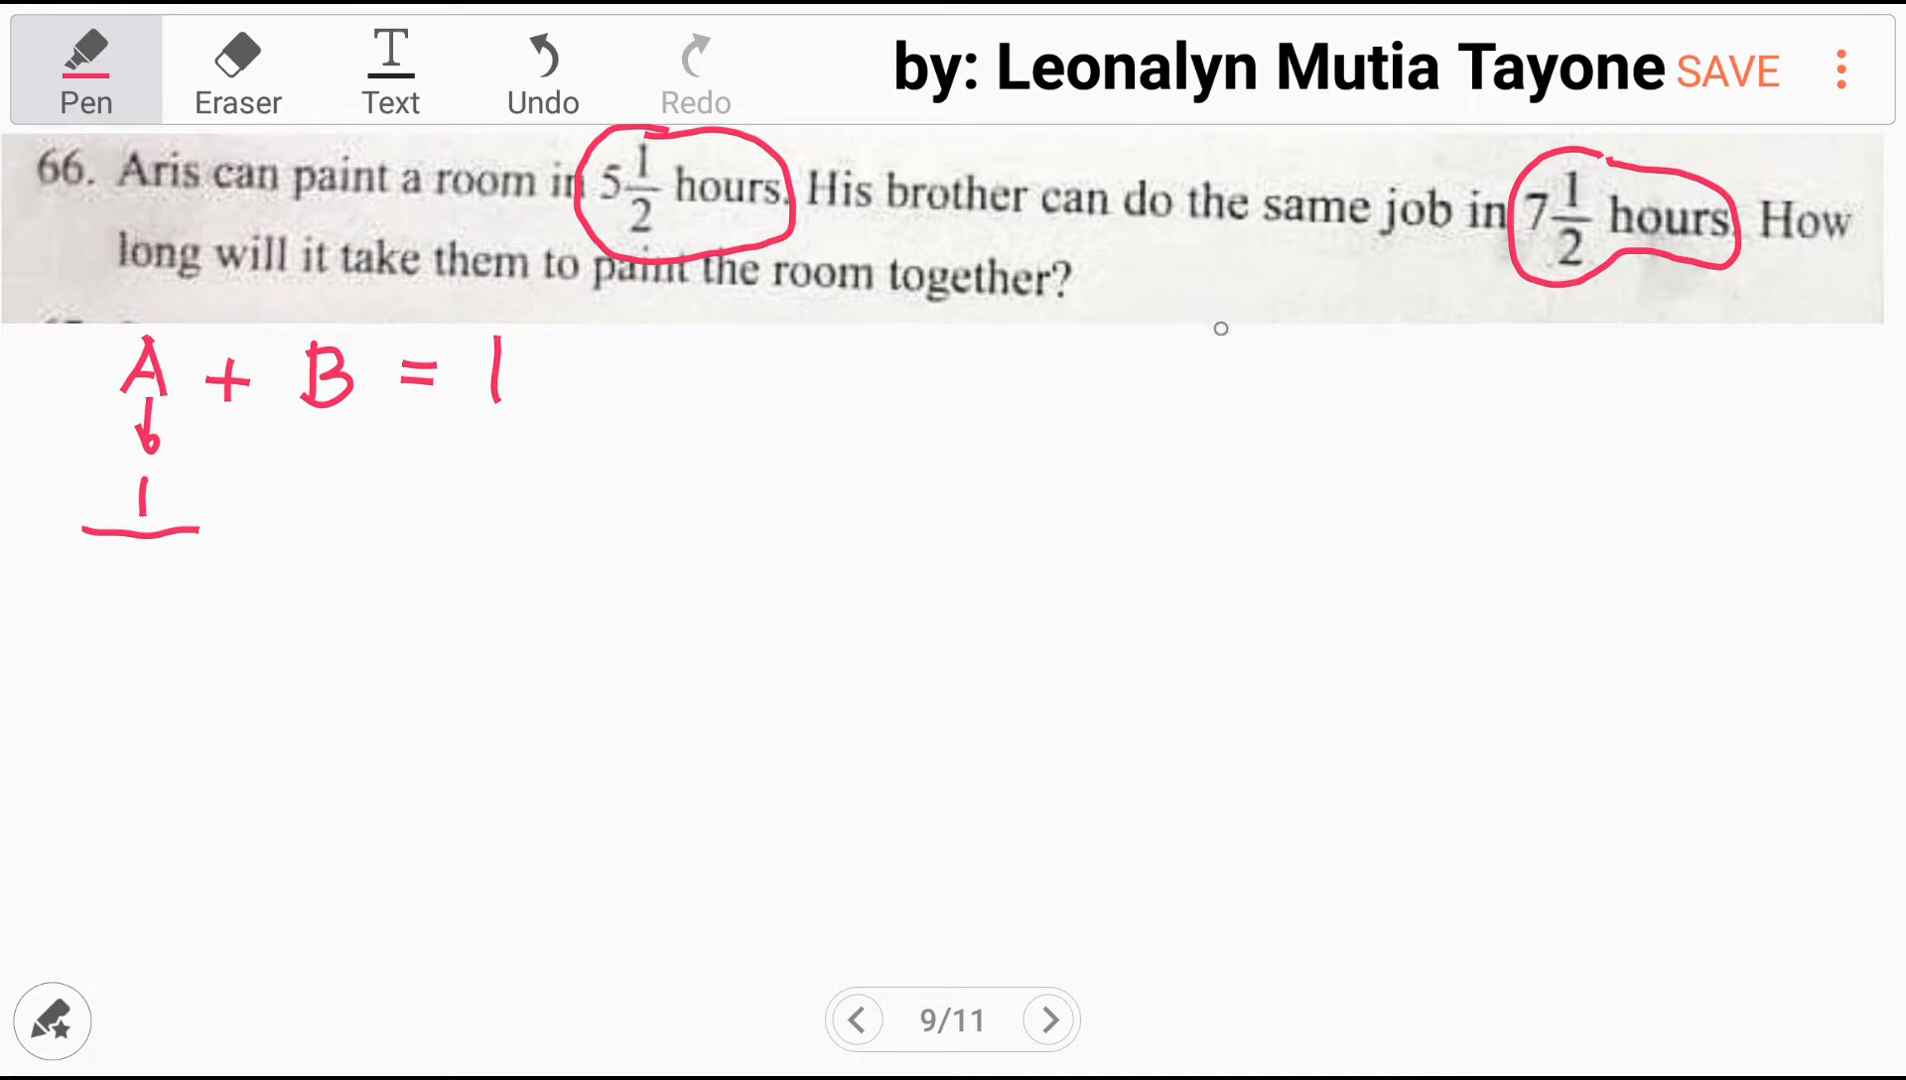 Pen Eraser Text Undo Redo by: Leonalyn Mutia Tayone SAVE
66. Aris can paint a room in 5 1/2 hours. His brother can do the same job in 7 1/2 hours. How
long will it take them to paint the room together?
A + B = 1
1
9/11